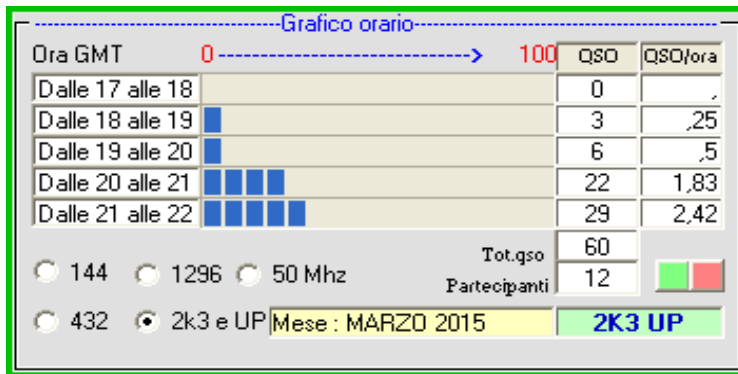 Grafico orario
Ora GMT 0 100 QSO QSO/ora
Dalle 17 alle 18 0 ,
Dalle 18 alle 19 3 ,25
Dalle 19 alle 20 6 ,5
Dalle 20 alle 21 22 1,83
Dalle 21 alle 22 29 2,42
Tot.qso 60
144 1296 50 Mhz Partecipanti 12
432 2k3 e UP Mese : MARZO 2015 2K3 UP